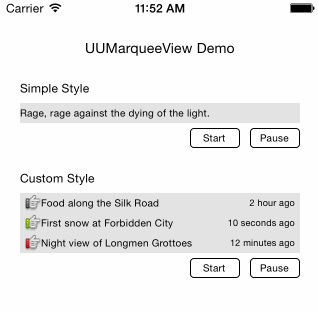 Carrier 11:52 AM
UUMarqueeView Demo
Simple Style
Rage, rage against the dying of the light.
Start Pause
Custom Style
Food along the Silk Road 2 hour ago
First snow at Forbidden City 10 seconds ago
Night view of Longmen Grottoes 12 minutes ago
Start Pause